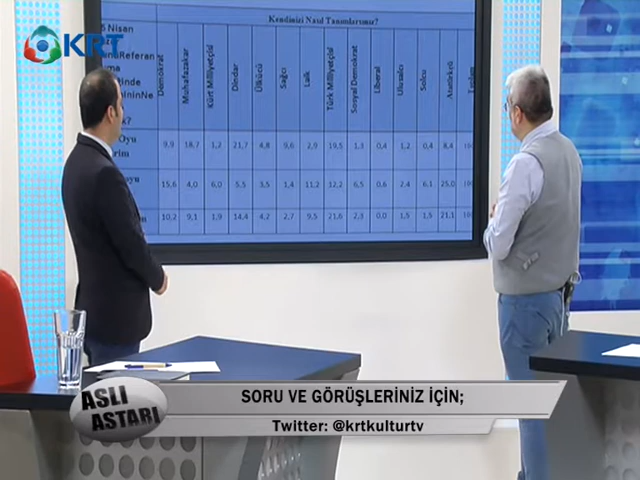 KRT
Kendinizi Nasıl Tanımlarsınız?
Nisan
Referan
Demokrat
Muhafazakar
Kürt Milliyetçisi
Dindar
Ülkücü
Sağcı
Laik
Türk Milliyetçisi
Sosyal Demokrat
Liberal
Ulusalcı
Solcu
Atatürkçü
9,9 18,7 1,2 21,7 4,8 9,6 2,9 19,5 1,3 0,4 1,2 0,4 8,4
15,6 4,0 6,0 5,5 3,5 1,4 11,2 12,5 6,5 0,6 2,4 6,1 25,0
10,2 9,1 1,9 14,4 4,2 2,7 9,5 21,6 2,3 0,0 1,5 1,5 21,1
ASLI
ASTARI
SORU VE GÖRÜŞLERİNİZ İÇİN;
Twitter: @krtkulturtv